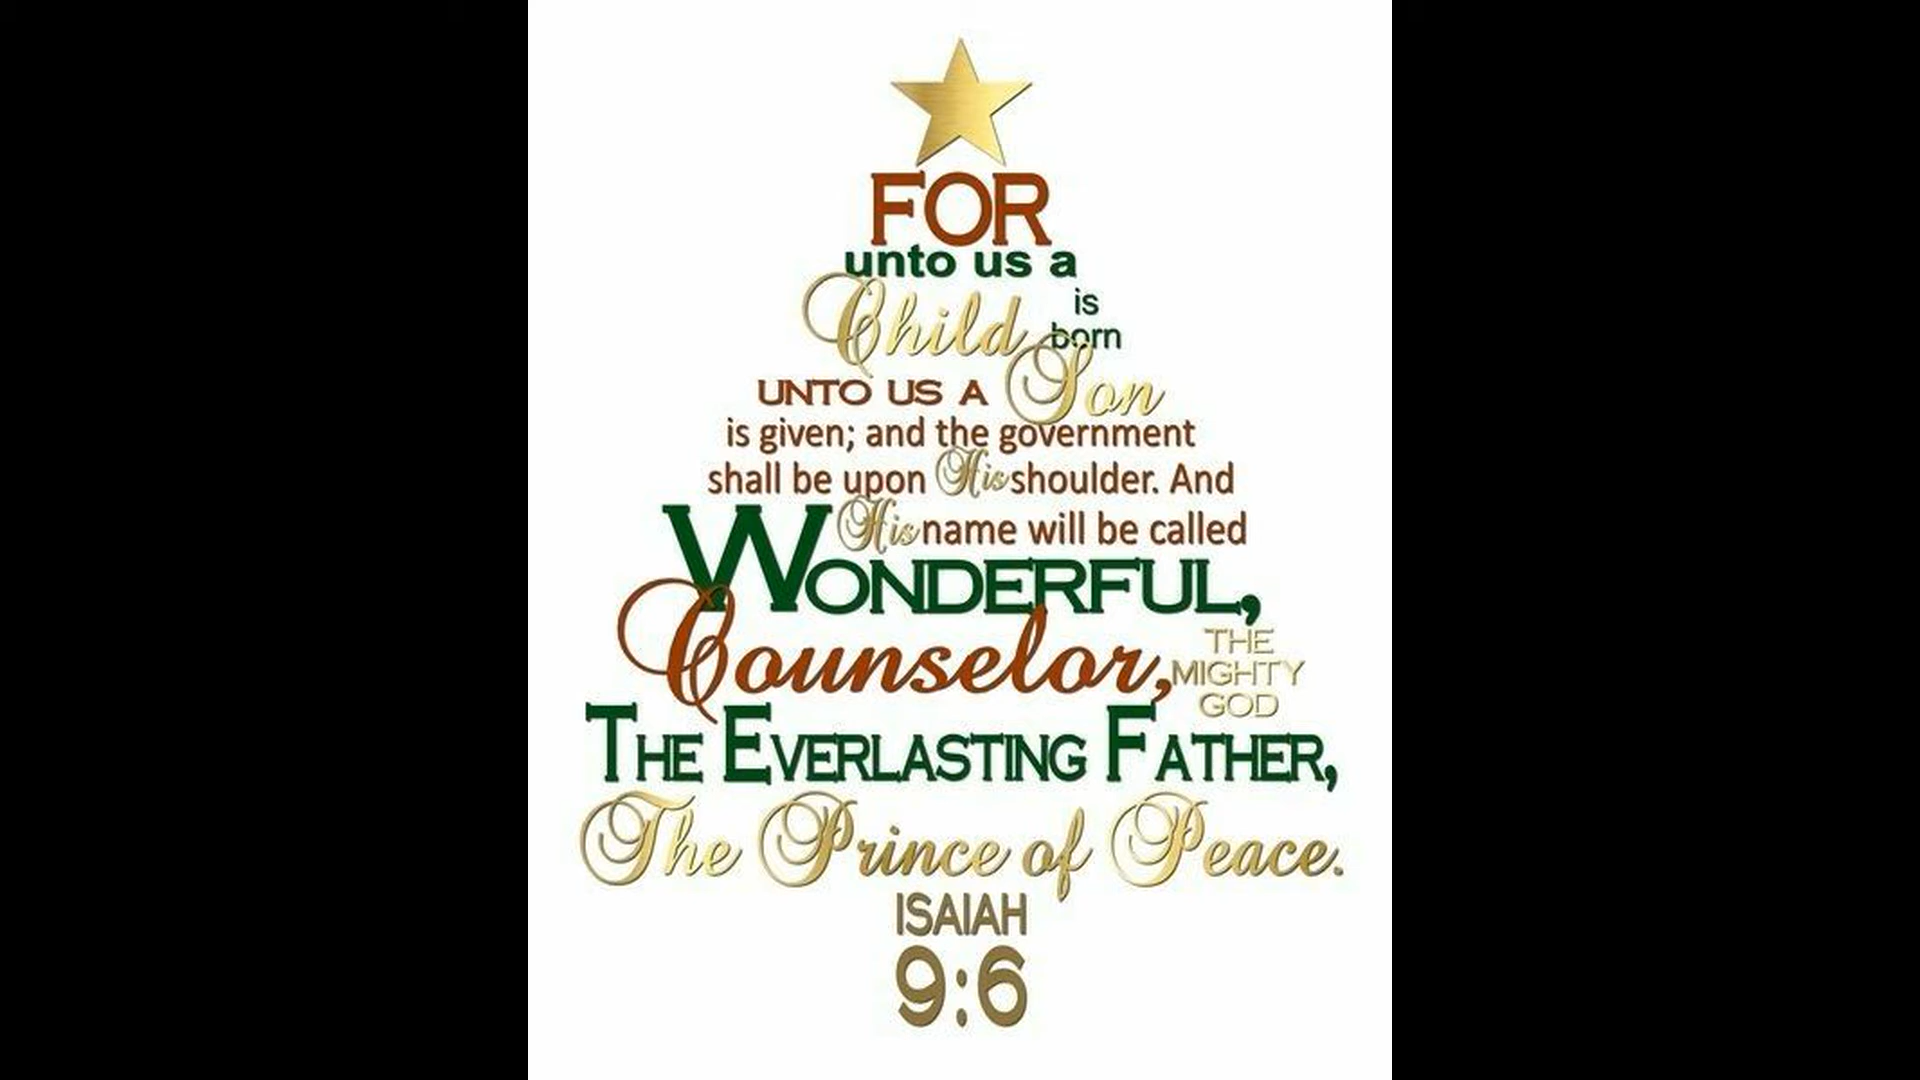 FOR
unto us a
Child is born
UNTO US A Son
is given; and the government
shall be upon His shoulder. And
His name will be called
WONDERFUL,
Counselor, THE MIGHTY GOD
THE EVERLASTING FATHER,
The Prince of Peace.
ISAIAH
9:6